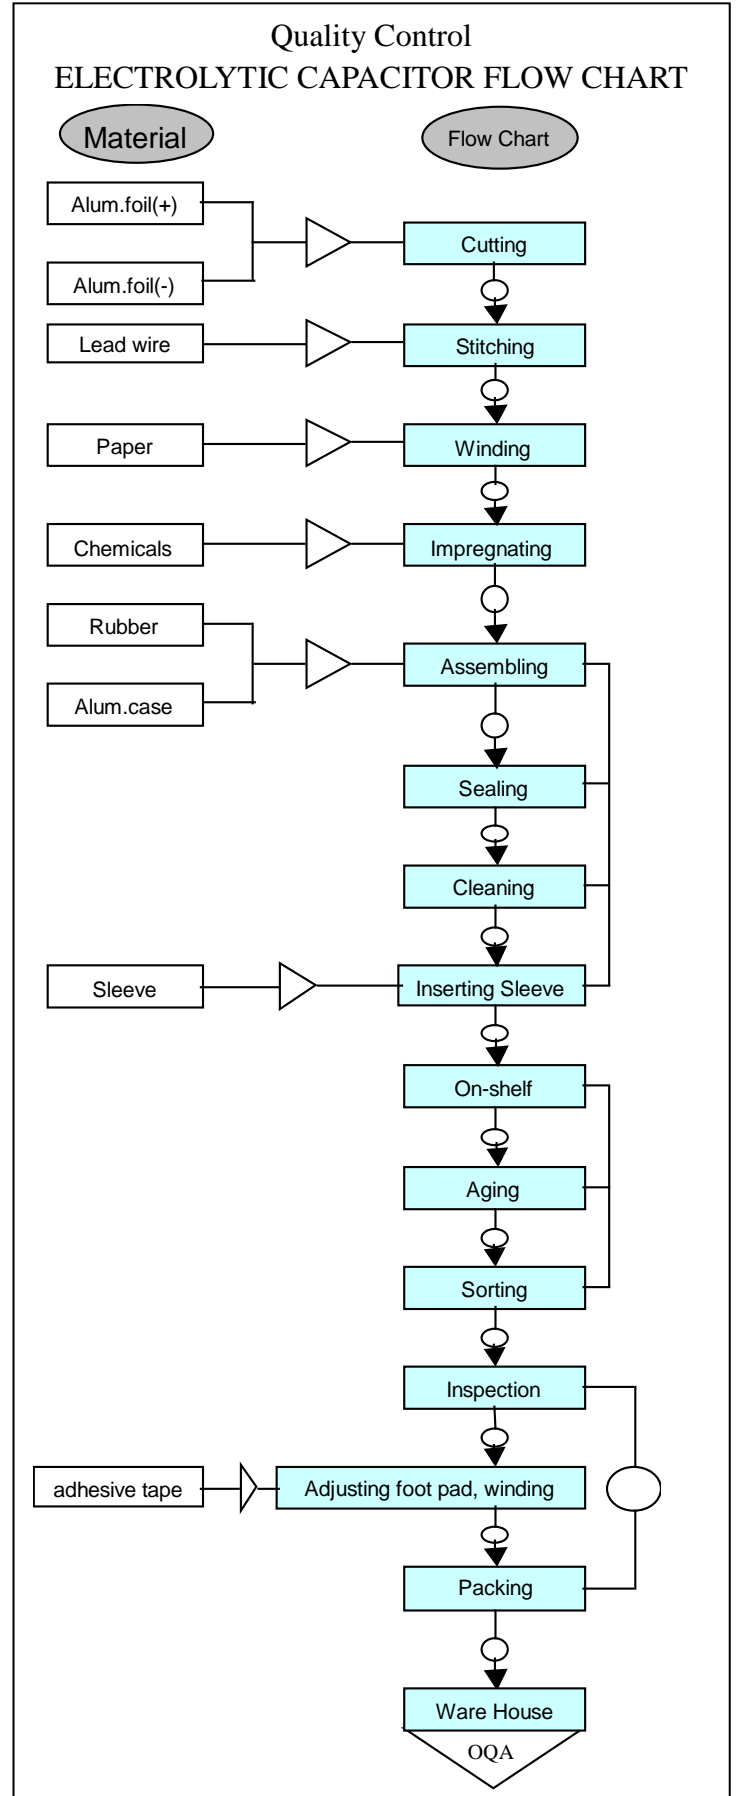 Quality Control
ELECTROLYTIC CAPACITOR FLOW CHART
Material
Flow Chart
Alum.foil(+)
Cutting
Alum.foil(-)
Lead wire
Stitching
Paper
Winding
Chemicals
Impregnating
Rubber
Assembling
Alum.case
Sealing
Cleaning
Sleeve
Inserting Sleeve
On-shelf
Aging
Sorting
Inspection
adhesive tape
Adjusting foot pad, winding
Packing
Ware House
OQA